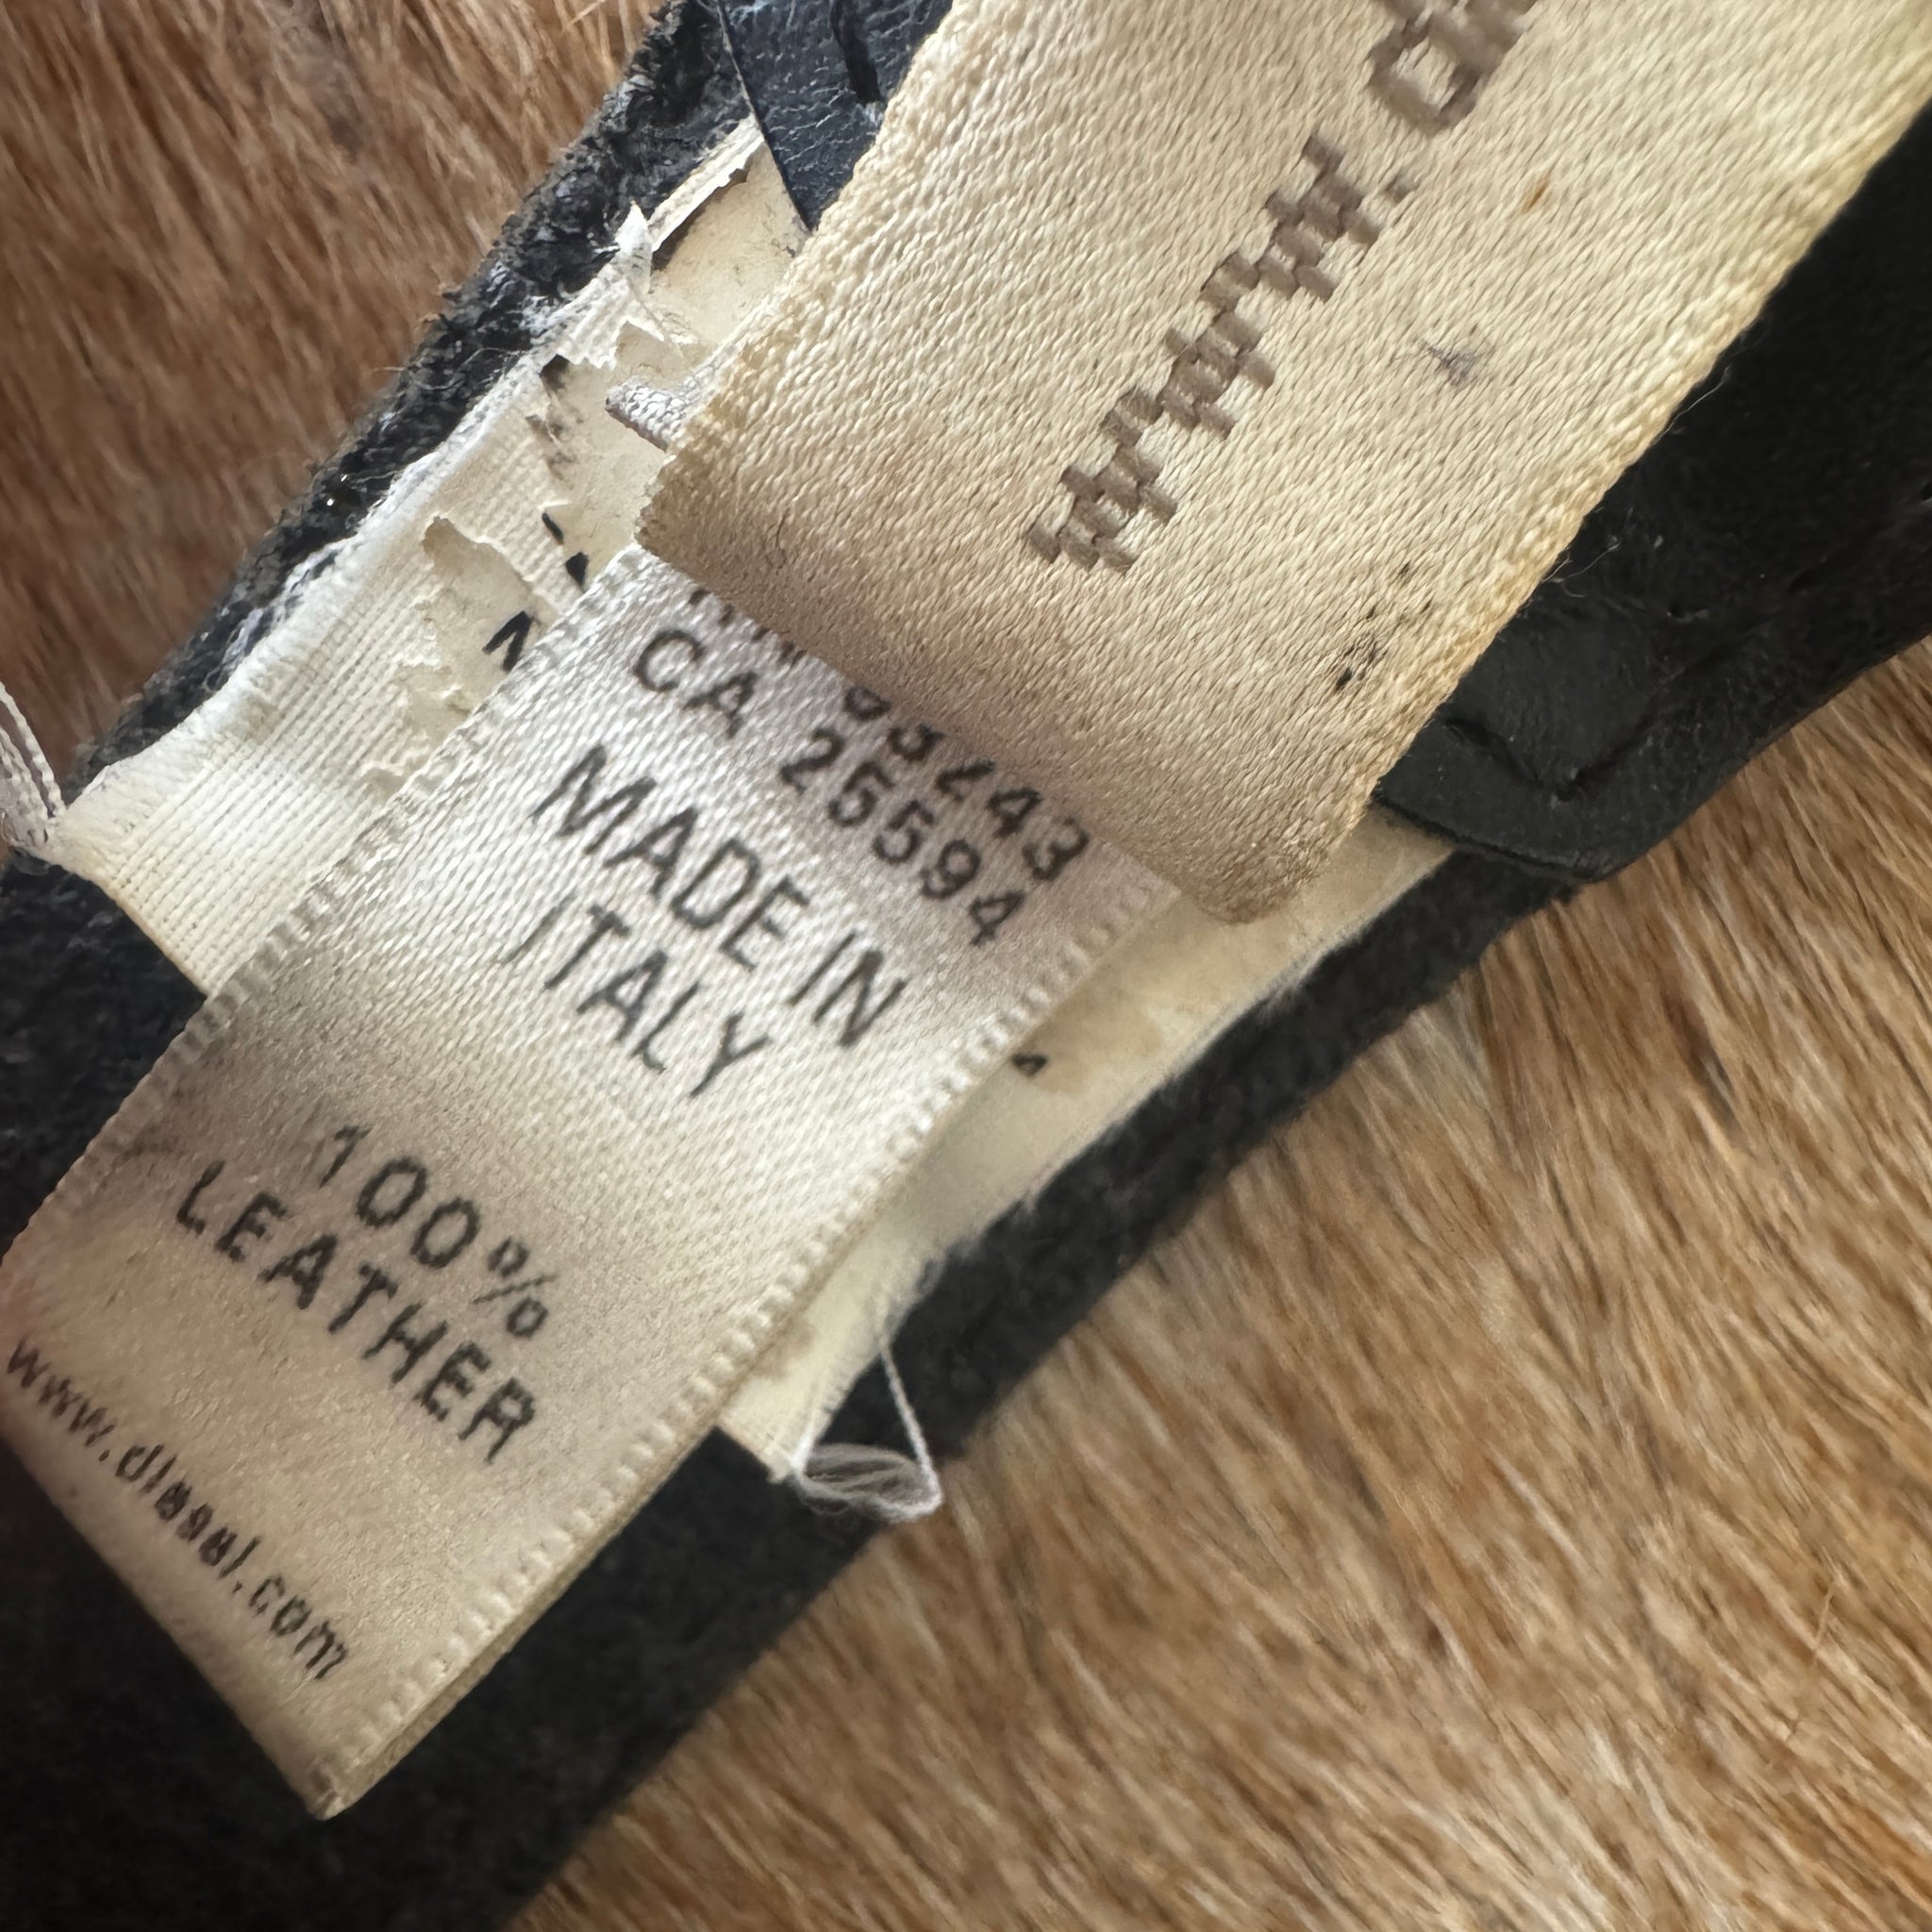 www.
CA 25594
MADE IN
ITALY
100%
LEATHER
www.diesel.com